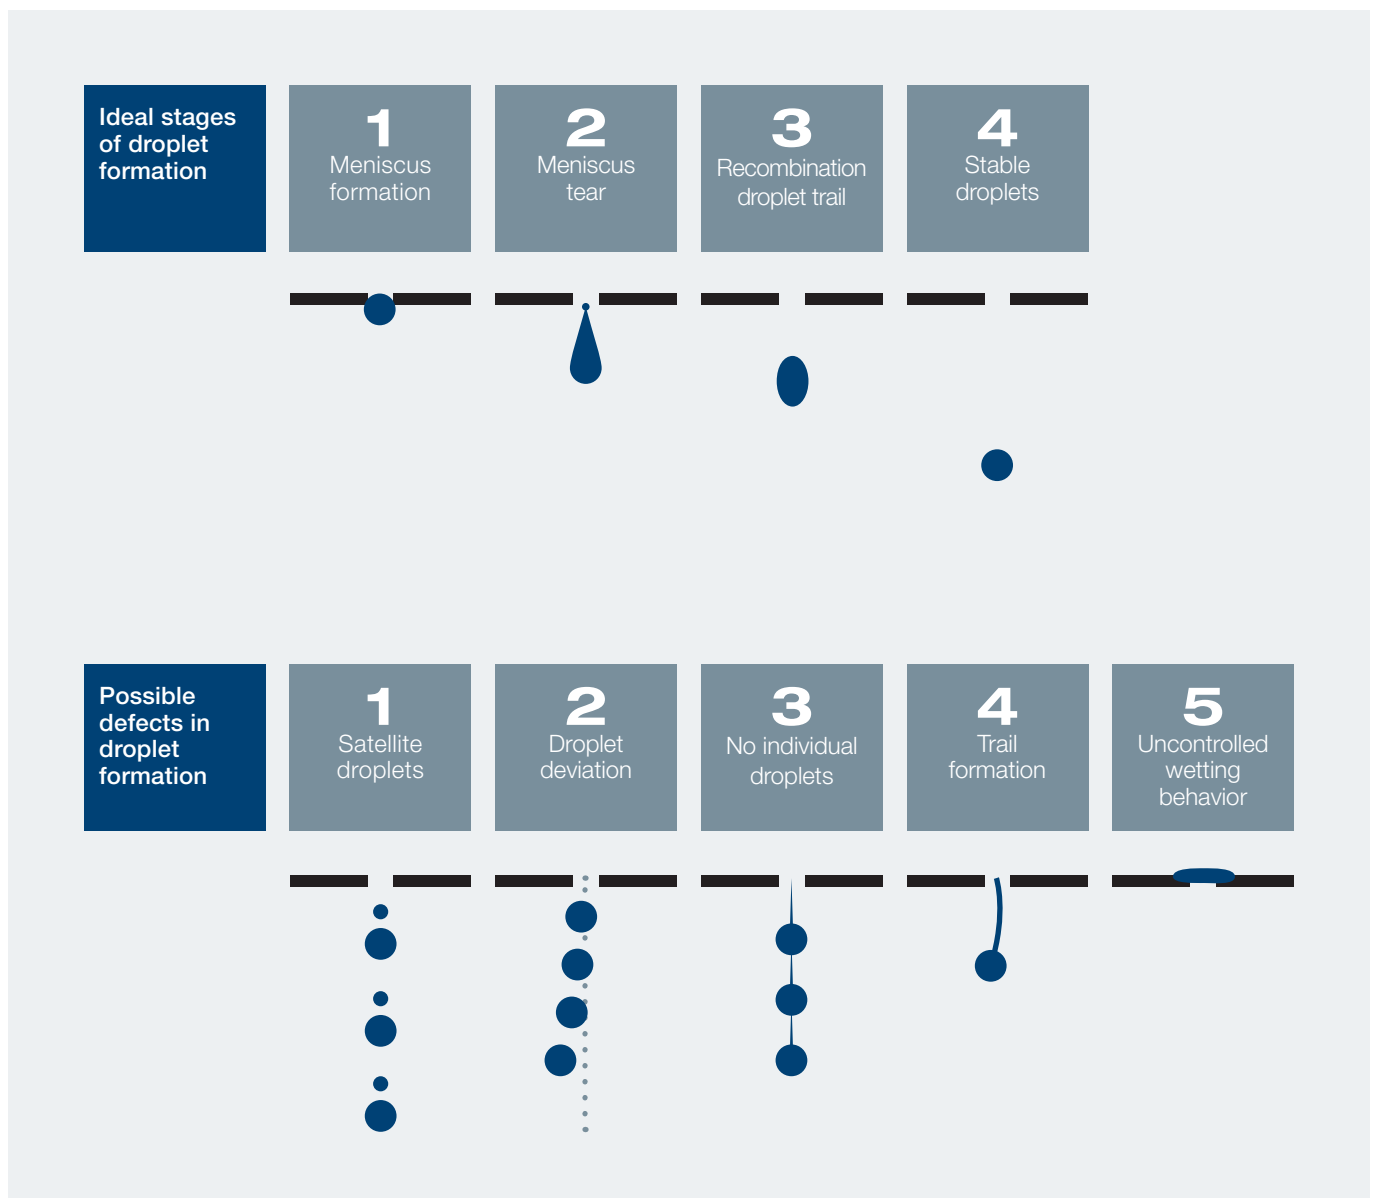 Ideal stages
of droplet
formation
1
Meniscus
formation
2
Meniscus
tear
3
Recombination
droplet trail
4
Stable
droplets
Possible
defects in
droplet
formation
1
Satellite
droplets
2
Droplet
deviation
3
No individual
droplets
4
Trail
formation
5
Uncontrolled
wetting
behavior